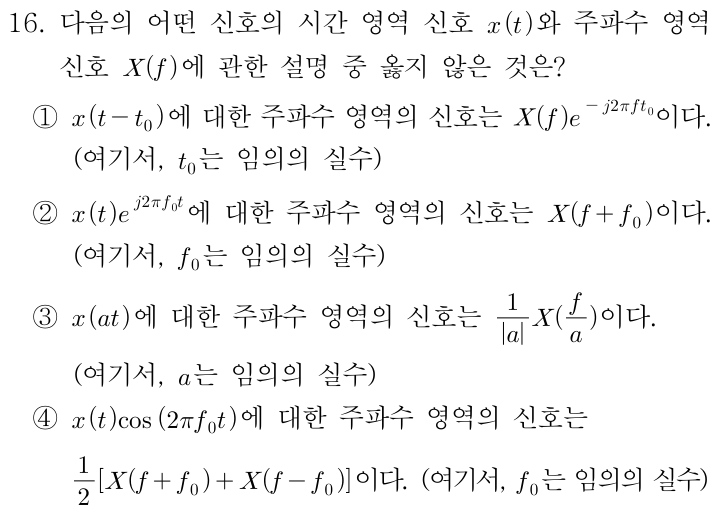 16. 다음의 어떤 신호의 시간 영역 신호 x(t)와 주파수 영역
신호 X(f)에 관한 설명 중 옳지 않은 것은?
① x(t-t₀)에 대한 주파수 영역의 신호는 X(f)e^{-j2πft₀}이다.
(여기서, t₀는 임의의 실수)
② x(t)e^{j2πf₀t}에 대한 주파수 영역의 신호는 X(f+f₀)이다.
(여기서, f₀는 임의의 실수)
③ x(at)에 대한 주파수 영역의 신호는 \frac{1}{|a|}X(\frac{f}{a})이다.
(여기서, a는 임의의 실수)
④ x(t)cos(2πf₀t)에 대한 주파수 영역의 신호는
\frac{1}{2}[X(f+f₀)+X(f-f₀)]이다. (여기서, f₀는 임의의 실수)